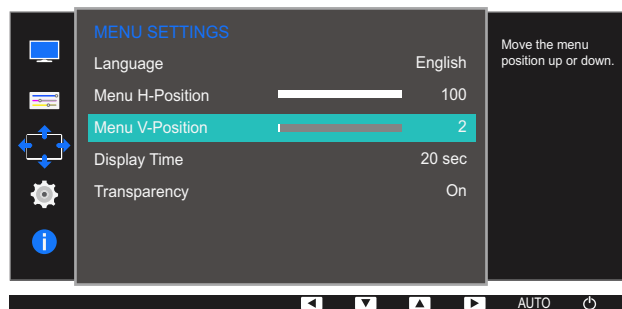 MENU SETTINGS
Language English
Menu H-Position 100
Menu V-Position 2
Display Time 20 sec
Transparency On
Move the menu
position up or down.
AUTO